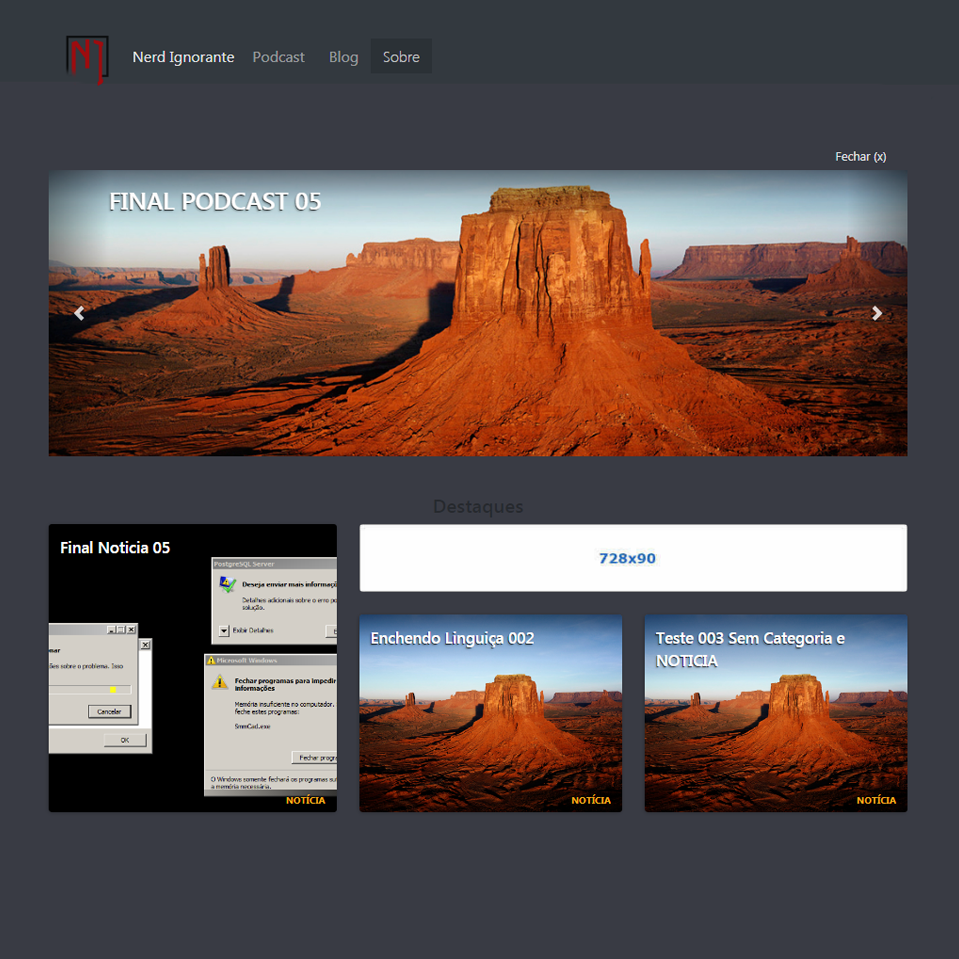 NI
Nerd Ignorante Podcast Blog Sobre
Fechar (x)
FINAL PODCAST 05
Destaques
Final Noticia 05
PostgreSQL Server
Deseja enviar mais informaç
Detalhes adicionais sobre o erro po
solução.
Exibir Detalhes
nar
ões sobre o problema. Isso
Cancelar
OK
Microsoft Windows
Fechar programas para impedir
informações
Memória insuficiente no computador.
feche estes programas:
SmmCad.exe
Fechar progra
O Windows somente fechará os programas su
a memória necessária.
NOTÍCIA
728x90
Enchendo Linguiça 002
NOTÍCIA
Teste 003 Sem Categoria e
NOTICIA
NOTÍCIA